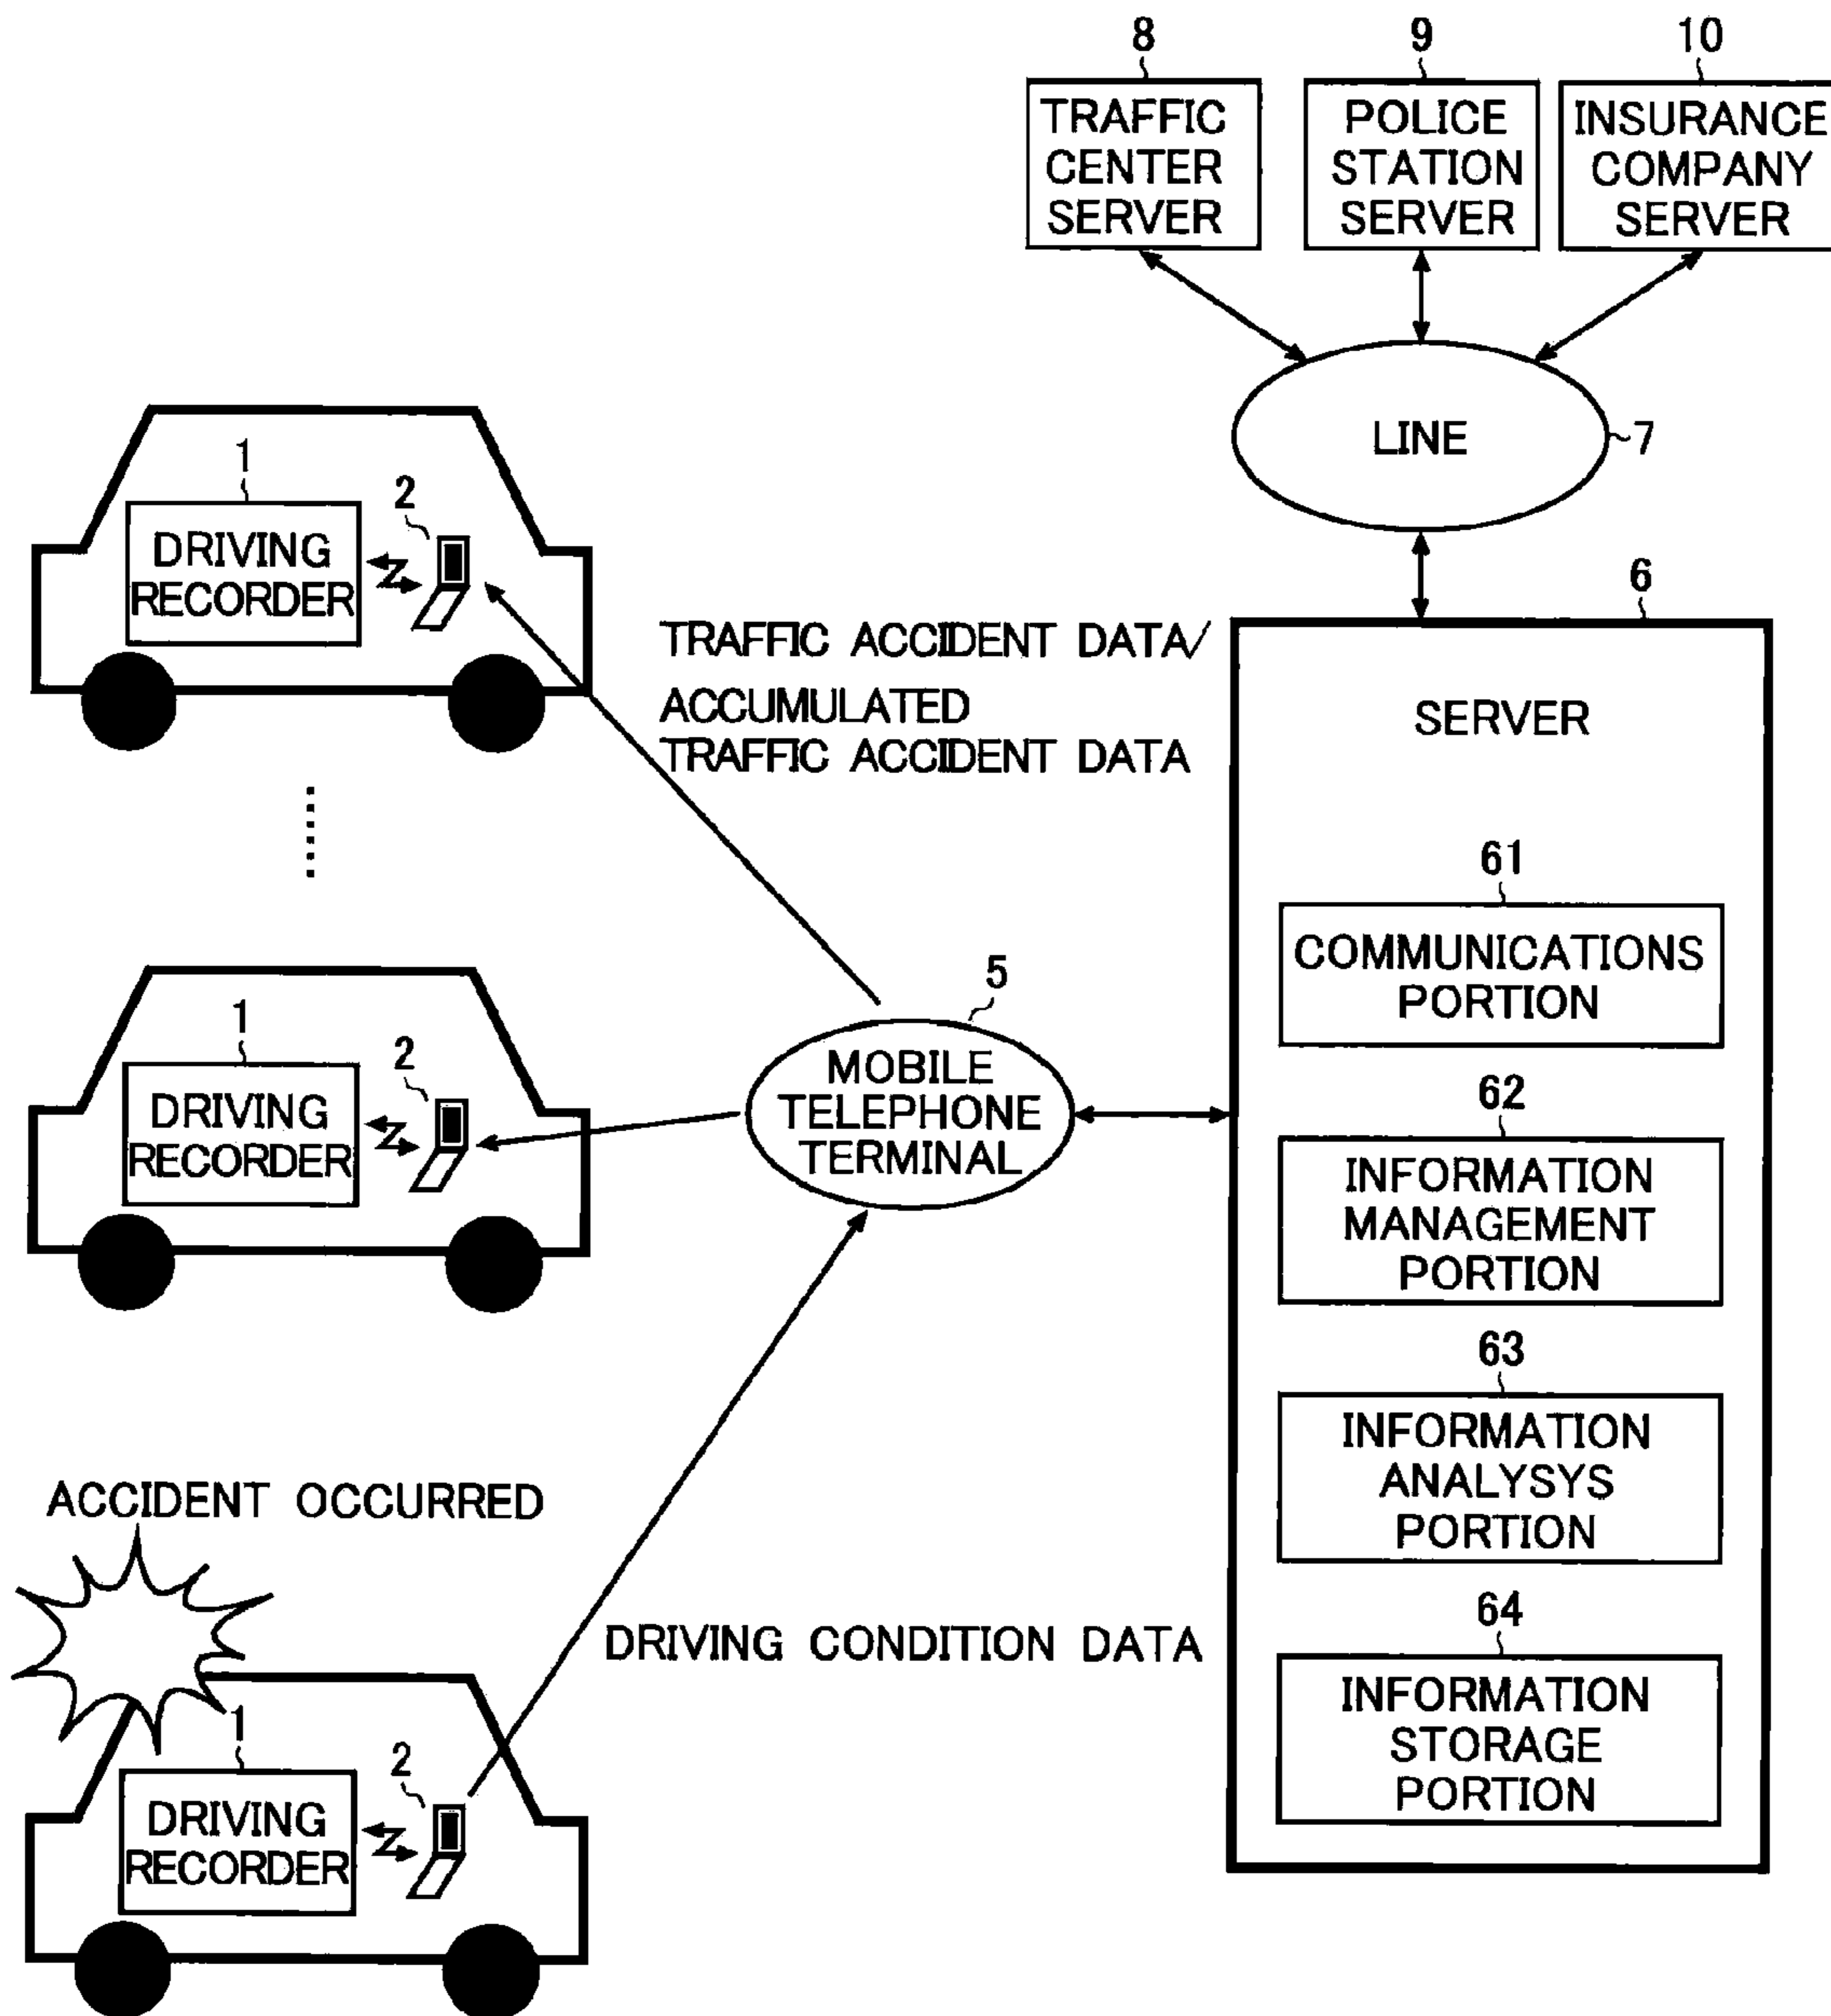 8
9
10
TRAFFIC
CENTER
SERVER
POLICE
STATION
SERVER
INSURANCE
COMPANY
SERVER
LINE
7
1
2
DRIVING
RECORDER
TRAFFIC ACCIDENT DATA/
ACCUMULATED
TRAFFIC ACCIDENT DATA
6
SERVER
61
COMMUNICATIONS
PORTION
1
2
DRIVING
RECORDER
5
MOBILE
TELEPHONE
TERMINAL
62
INFORMATION
MANAGEMENT
PORTION
63
INFORMATION
ANALYSYS
PORTION
ACCIDENT OCCURRED
DRIVING CONDITION DATA
64
INFORMATION
STORAGE
PORTION
1
2
DRIVING
RECORDER